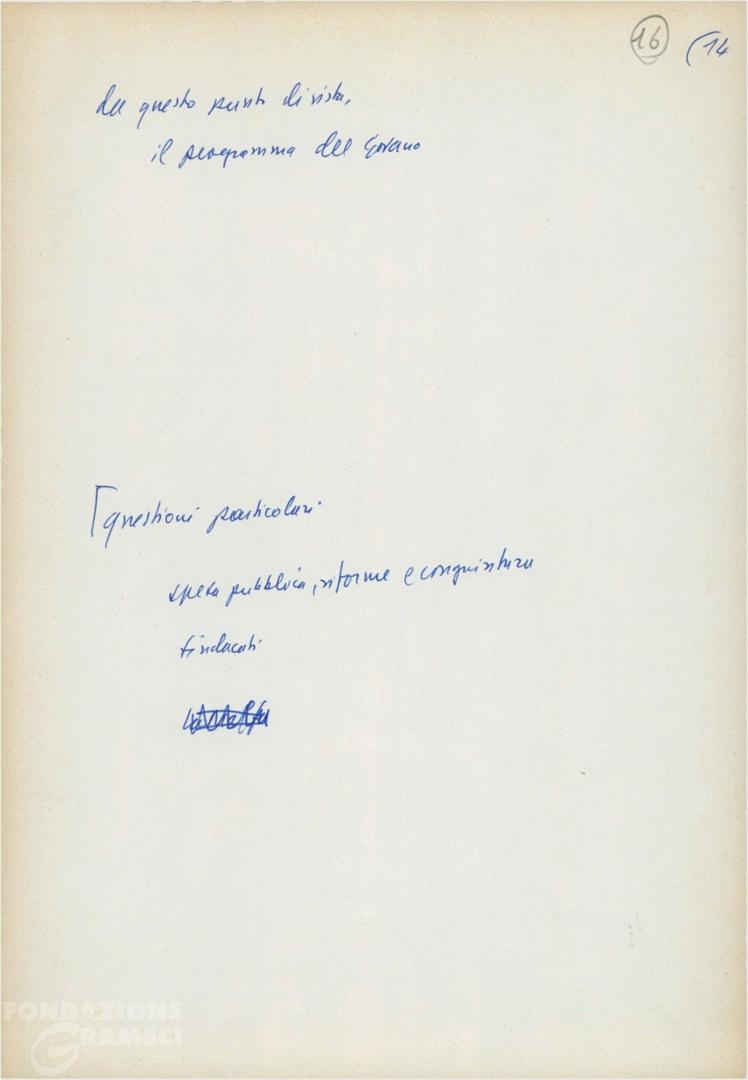 16 (14
da questo punto di vista,
il programma del Governo
[questioni particolari
spesa pubblica, riforme e congiuntura
sindacati
FONDAZIONE
GRAMSCI